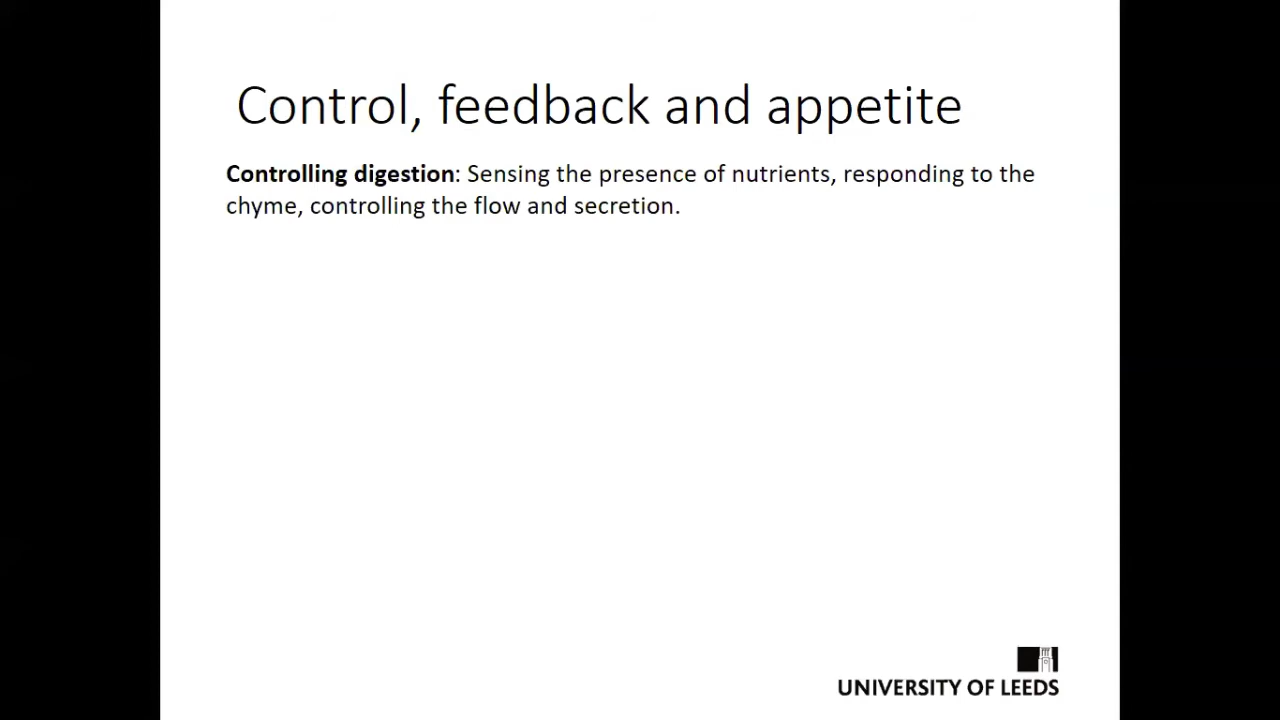 Control, feedback and appetite
Controlling digestion: Sensing the presence of nutrients, responding to the
chyme, controlling the flow and secretion.
UNIVERSITY OF LEEDS